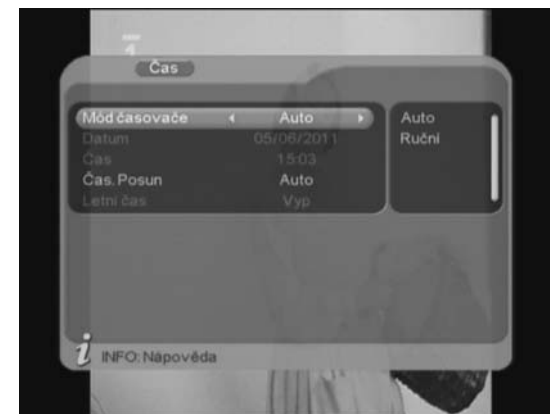 4
Čas
Mód časovače Auto
Datum 05/06/2011
Čas 15:03
Čas. Posun Auto
Letní čas Vyp
Auto
Ruční
i INFO: Nápověda